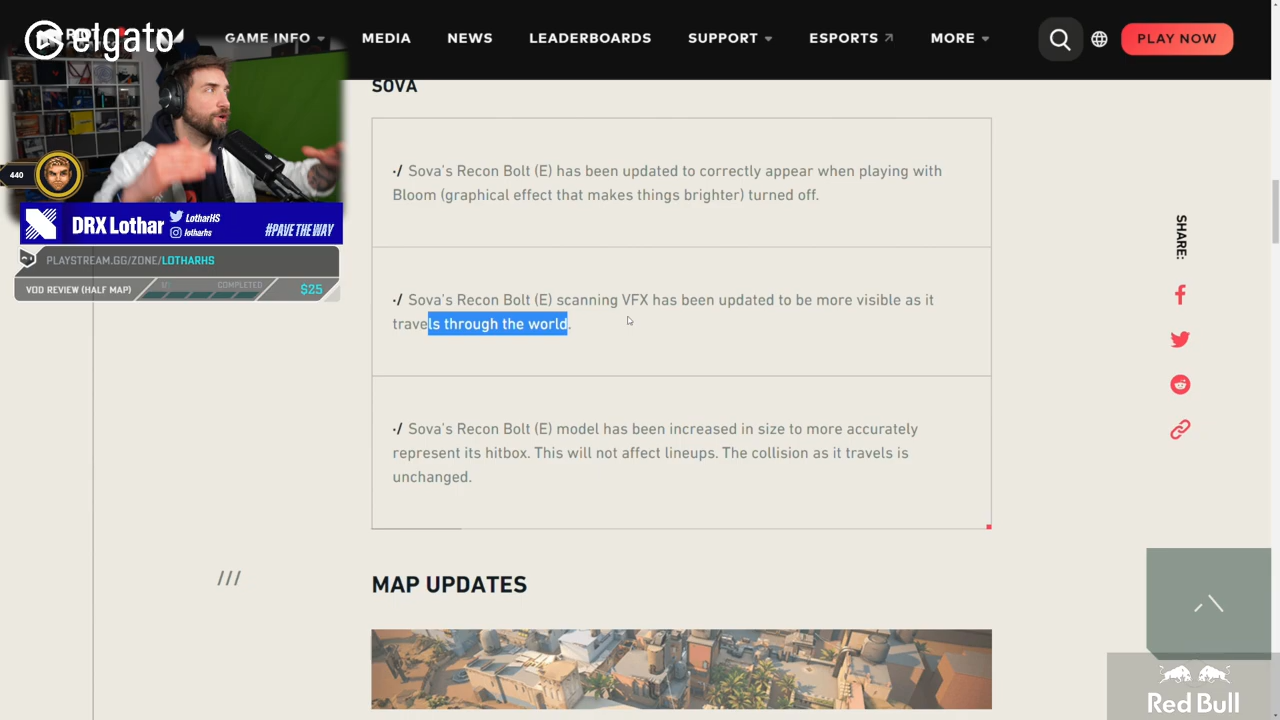 elgato
GAME INFO
MEDIA
NEWS
LEADERBOARDS
SUPPORT
ESPORTS
MORE
PLAY NOW
SOVA
·/ Sova's Recon Bolt (E) has been updated to correctly appear when playing with
Bloom (graphical effect that makes things brighter) turned off.
440
DRX Lothar
LotharHS
lotharhs
#PAVE THE WAY
PLAYSTREAM.GG/ZONE/LOTHARHS
VOD REVIEW (HALF MAP)
COMPLETED
$25
SHARE:
·/ Sova's Recon Bolt (E) scanning VFX has been updated to be more visible as it
travels through the world.
·/ Sova's Recon Bolt (E) model has been increased in size to more accurately
represent its hitbox. This will not affect lineups. The collision as it travels is
unchanged.
///
MAP UPDATES
Red Bull